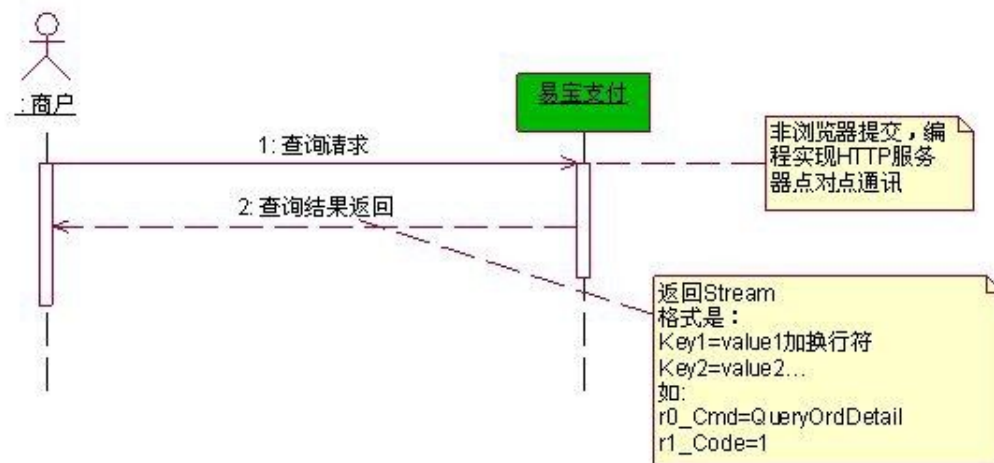 : 商户
易宝支付
1: 查询请求
非浏览器提交，编
程实现HTTP服务
器点对点通讯
2: 查询结果返回
返回Stream
格式是：
Key1=value1加换行符
Key2=value2...
如:
r0_Cmd=QueryOrdDetail
r1_Code=1